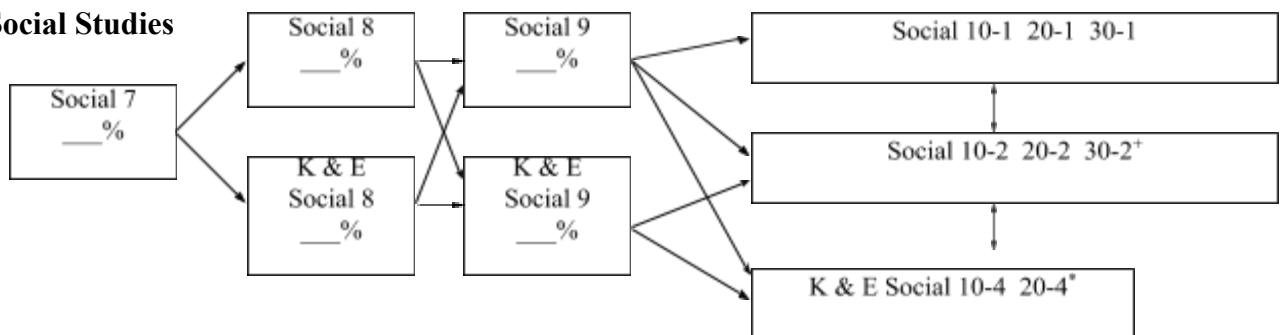 Social Studies
Social 7
___%
Social 8
___%
K & E
Social 8
___%
Social 9
___%
K & E
Social 9
___%
Social 10-1 20-1 30-1
Social 10-2 20-2 30-2⁺
K & E Social 10-4 20-4*